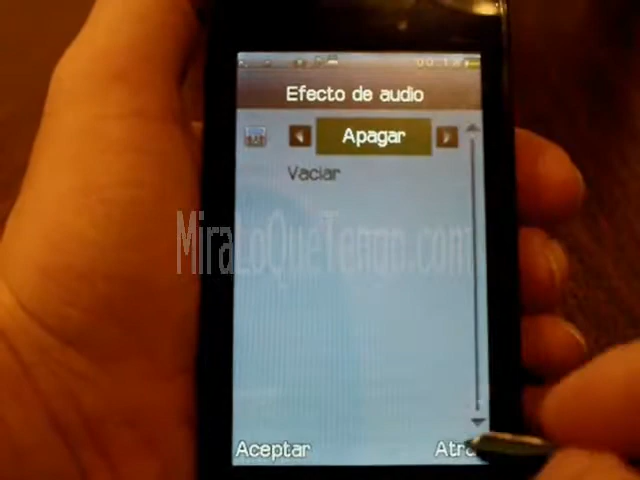 Efecto de audio
Apagar
Vaciar
MiraLoQueTengo.com
Aceptar